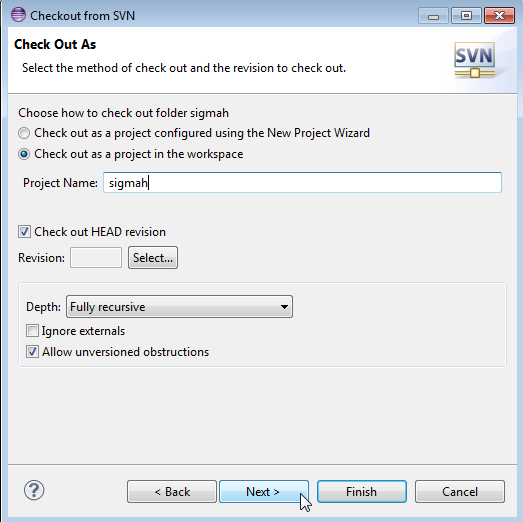 Checkout from SVN
Check Out As
Select the method of check out and the revision to check out.
SVN
Choose how to check out folder sigmah
Check out as a project configured using the New Project Wizard
Check out as a project in the workspace
Project Name: sigmah
Check out HEAD revision
Revision: Select...
Depth: Fully recursive
Ignore externals
Allow unversioned obstructions
? < Back Next > Finish Cancel